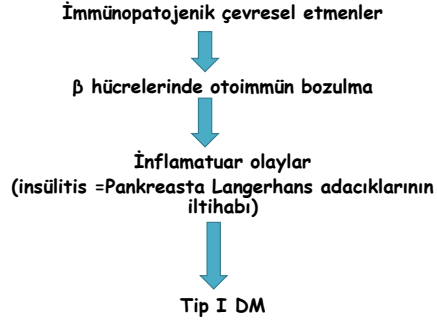 İmmünopatojenik çevresel etmenler
β hücrelerinde otoimmün bozulma
İnflamatuar olaylar
(insülitis =Pankreasta Langerhans adacıklarının
iltihabı)
Tip I DM